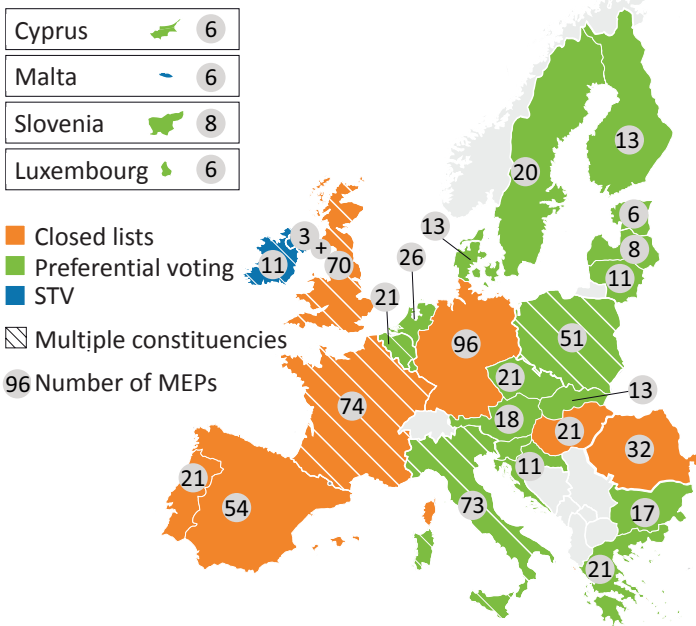 Cyprus 6
Malta 6
Slovenia 8
Luxembourg 6
Closed lists
Preferential voting
STV
Multiple constituencies
96 Number of MEPs
20
13
6
8
11
13
26
21
3 +
11
70
96
51
21
13
74
18
21
32
11
21
54
73
17
21